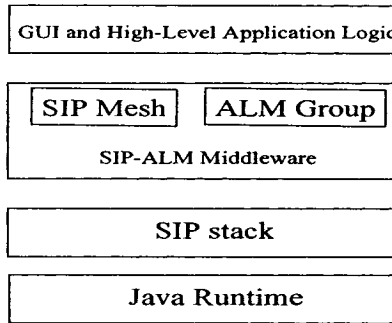 GUI and High-Level Application Logic
SIP Mesh
ALM Group
SIP-ALM Middleware
SIP stack
Java Runtime